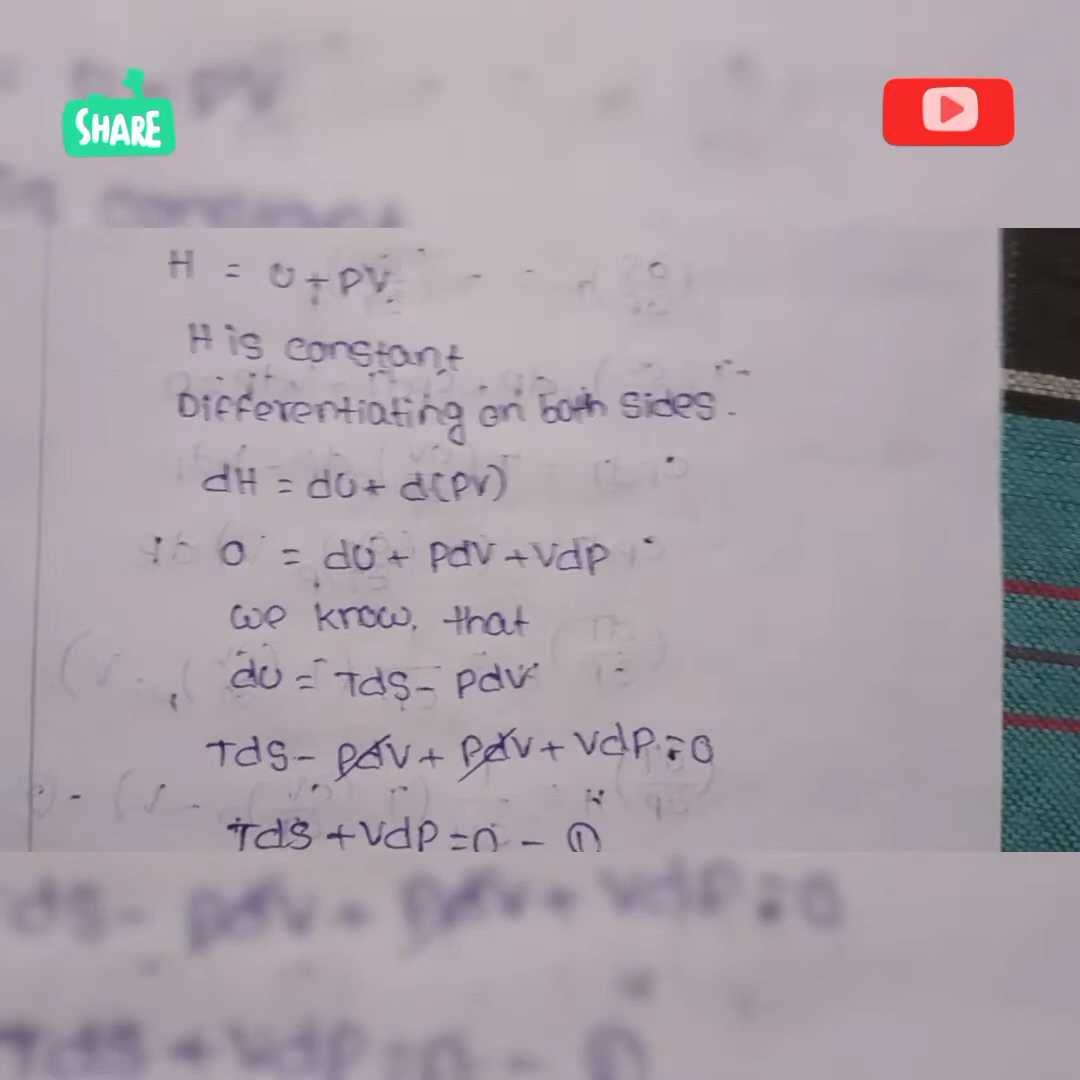 SHARE
H = U + PV
H is constant
Differentiating on both sides.
dH = dU + d(PV)
0 = dU + PdV + VdP
we know, that
dU = Tds - Pdv
Tds - PdV + PdV + VdP = 0
Tds + VdP = 0 - ①